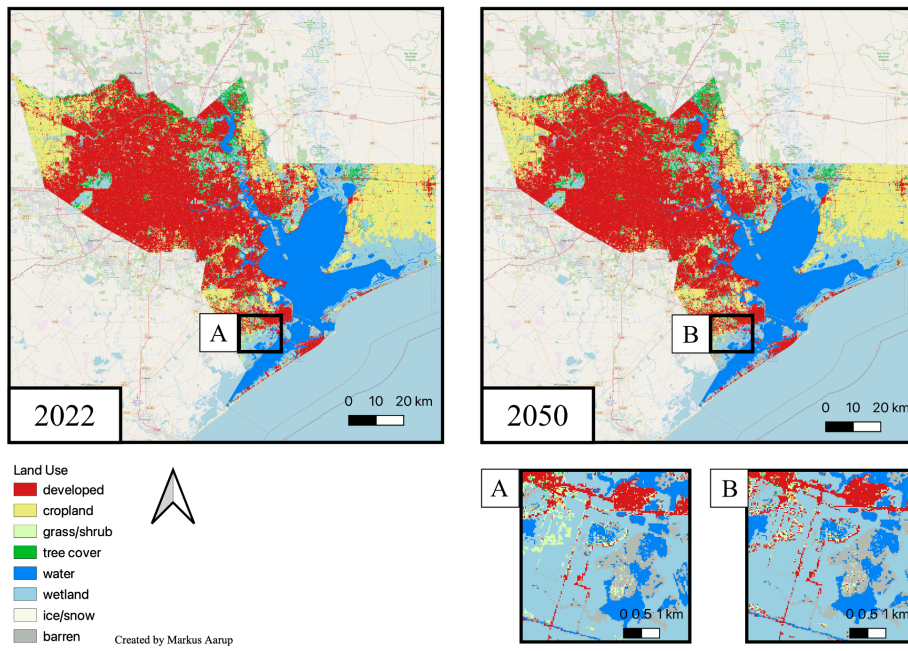 A
2022
0 10 20 km
B
2050
0 10 20 km
Land Use
developed
cropland
grass/shrub
tree cover
water
wetland
ice/snow
barren
Created by Markus Aarup
A
0 0.5 1 km
B
0 0.5 1 km